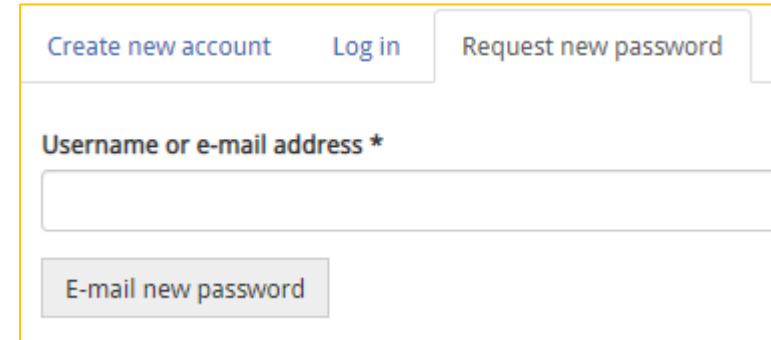 Create new account Log in Request new password
Username or e-mail address *
E-mail new password